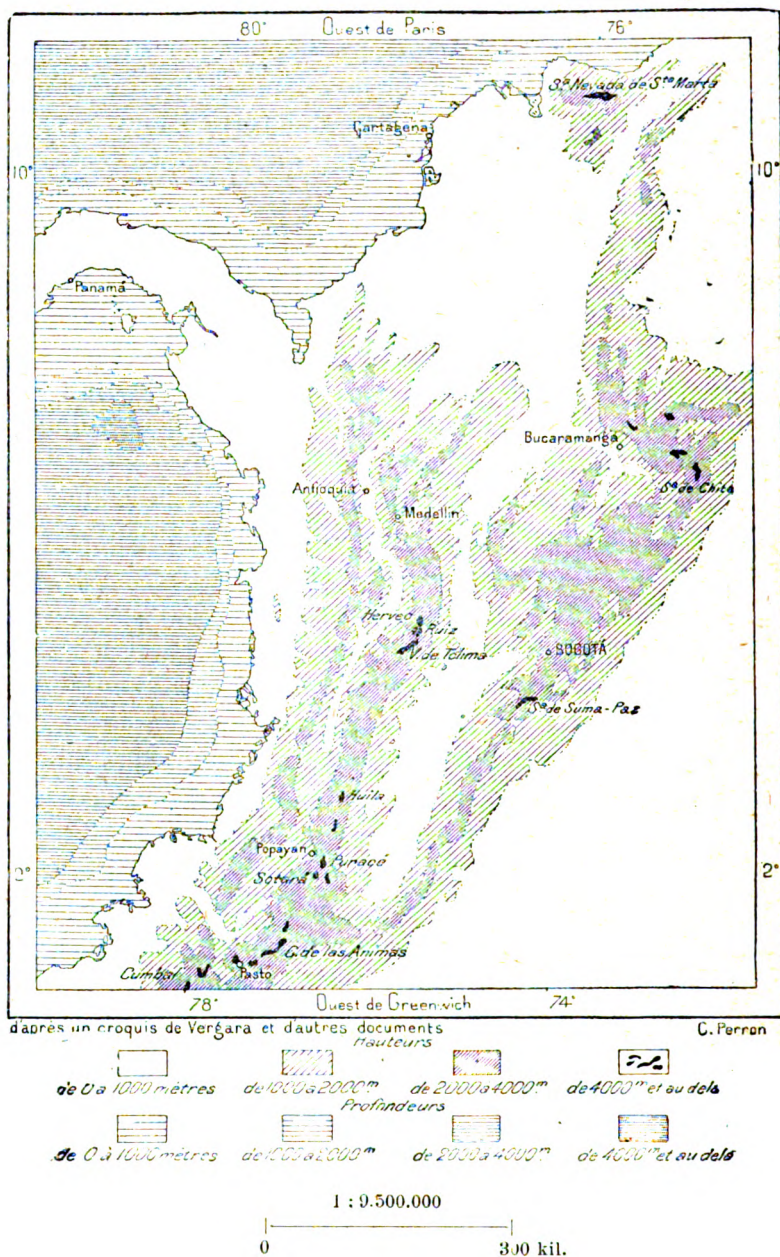 80° Ouest de Paris 76°
Sª Nevada de Sta Marta
Cartagena
10° 10°
Panamá
Bucaramanga
Sª de Chita
Antioquia
Medellin
Herveo
Ruiz
V. de Tolima
BOGOTÁ
Sª de Suma-Paz
Huila
Popayan
Puracé
2°
Sotará
C. de las Animas
Cumbal
Pasto
78° Ouest de Greenwich 74°
d'après un croquis de Vergara et d'autres documents C. Perron
Hauteurs
de 0 à 1000 mètres de 1000 à 2000m de 2000 à 4000m de 4000m et au delà
Profondeurs
de 0 à 1000 mètres de 1000 à 2000m de 2000 à 4000m de 4000m et au delà
1 : 9.500.000
0 300 kil.